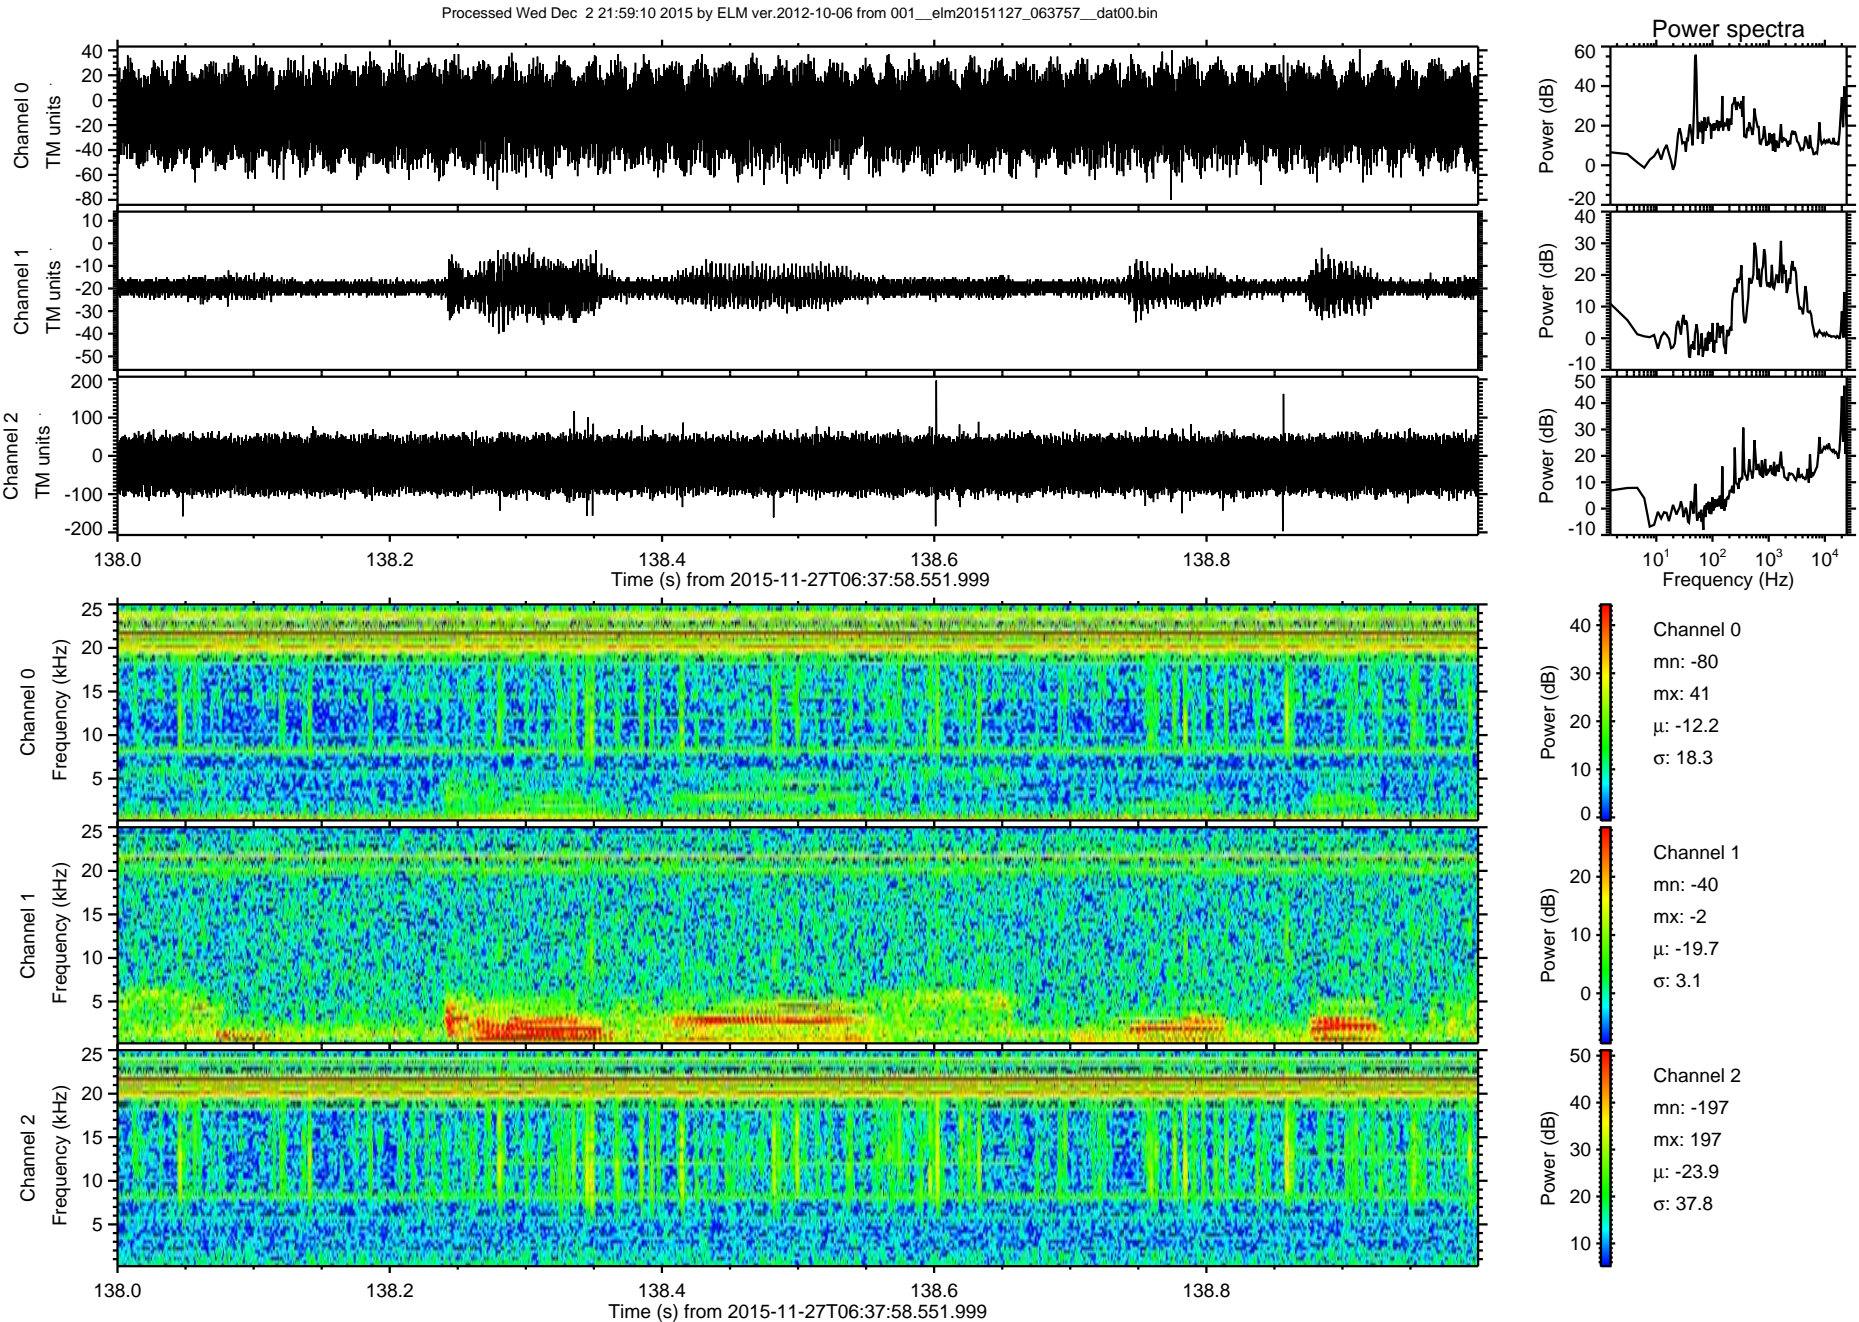 Processed Wed Dec  2 21:59:10 2015 by ELM ver.2012-10-06 from 001__elm20151127_063757__dat00.bin
Power spectra
Channel 0
TM units
40
20
0
-20
-40
-60
-80
Power (dB)
60
40
20
0
-20
Channel 1
TM units
10
0
-10
-20
-30
-40
-50
Power (dB)
40
30
20
10
0
-10
Channel 2
TM units
200
100
0
-100
-200
Power (dB)
50
40
30
20
10
0
-10
138.0 138.2 138.4 138.6 138.8
Time (s) from 2015-11-27T06:37:58.551.999
10¹ 10² 10³ 10⁴
Frequency (Hz)
Channel 0
Frequency (kHz)
25
20
15
10
5
Power (dB)
40
30
20
10
0
Channel 0
mn: -80
mx: 41
µ: -12.2
σ: 18.3
Channel 1
Frequency (kHz)
25
20
15
10
5
Power (dB)
20
10
0
Channel 1
mn: -40
mx: -2
µ: -19.7
σ: 3.1
Channel 2
Frequency (kHz)
25
20
15
10
5
Power (dB)
50
40
30
20
10
Channel 2
mn: -197
mx: 197
µ: -23.9
σ: 37.8
138.0 138.2 138.4 138.6 138.8
Time (s) from 2015-11-27T06:37:58.551.999